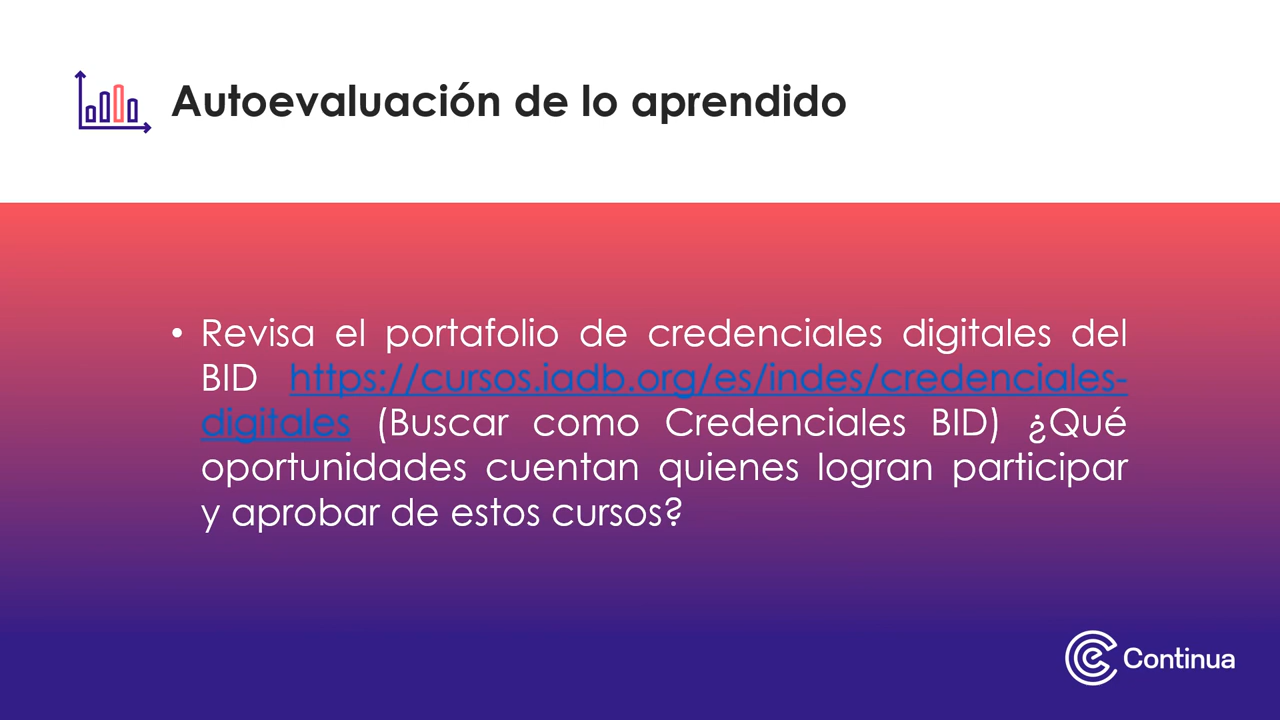 Autoevaluación de lo aprendido
• Revisa el portafolio de credenciales digitales del
BID https://cursos.iadb.org/es/indes/credenciales-
digitales (Buscar como Credenciales BID) ¿Qué
oportunidades cuentan quienes logran participar
y aprobar de estos cursos?
Continua